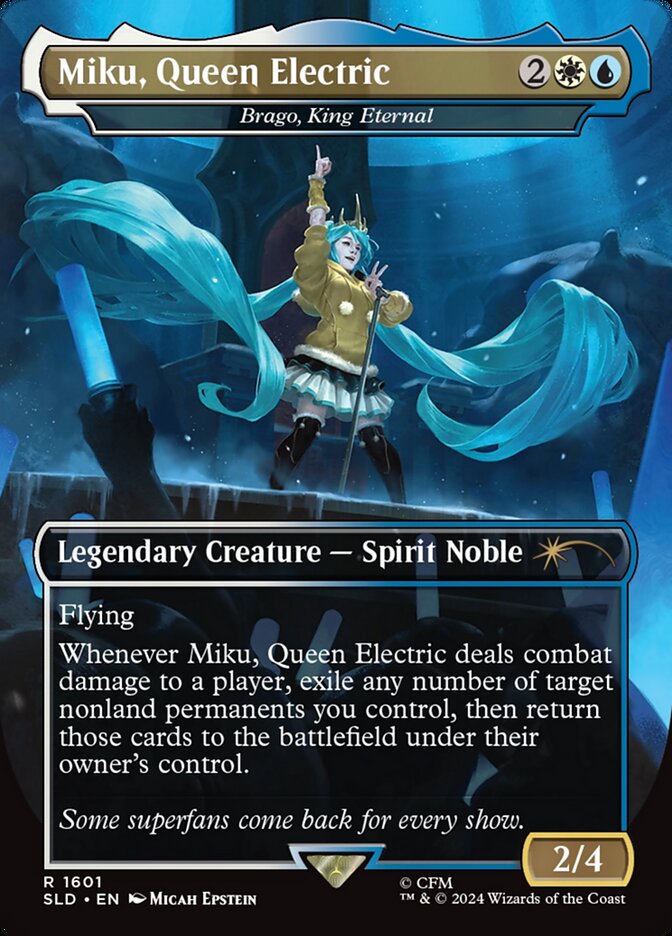 Miku, Queen Electric 2
Brago, King Eternal
Legendary Creature — Spirit Noble
Flying
Whenever Miku, Queen Electric deals combat
damage to a player, exile any number of target
nonland permanents you control, then return
those cards to the battlefield under their
owner's control.
Some superfans come back for every show.
2/4
R 1601
SLD • EN Micah Epstein
© CFM
™ & © 2024 Wizards of the Coast